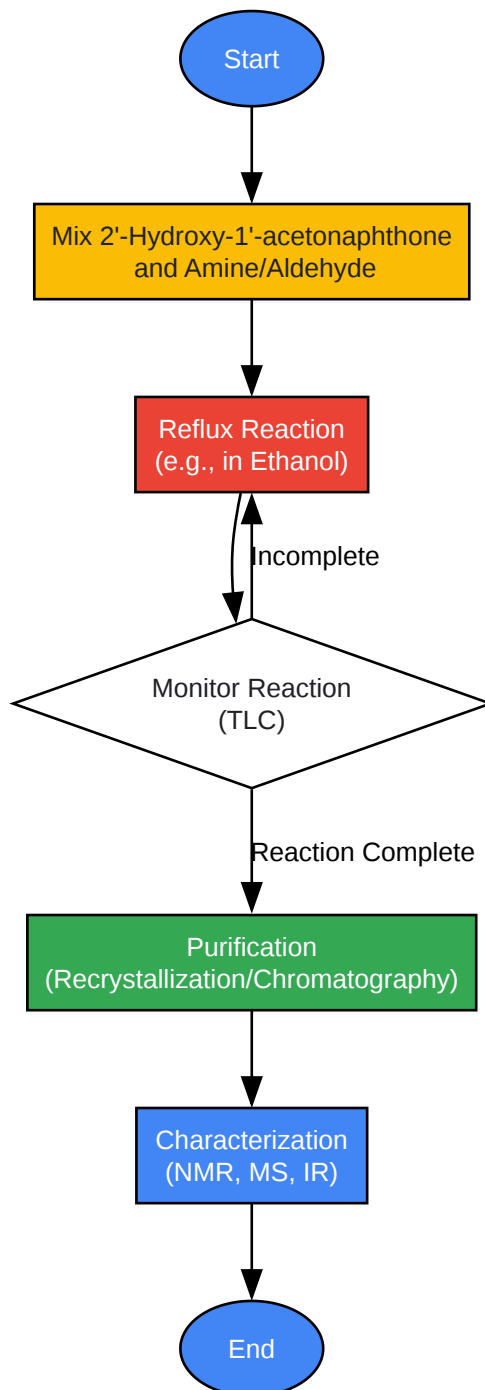 Start
Mix 2'-Hydroxy-1'-acetonaphthone
and Amine/Aldehyde
Reflux Reaction
(e.g., in Ethanol)
Incomplete
Monitor Reaction
(TLC)
Reaction Complete
Purification
(Recrystallization/Chromatography)
Characterization
(NMR, MS, IR)
End